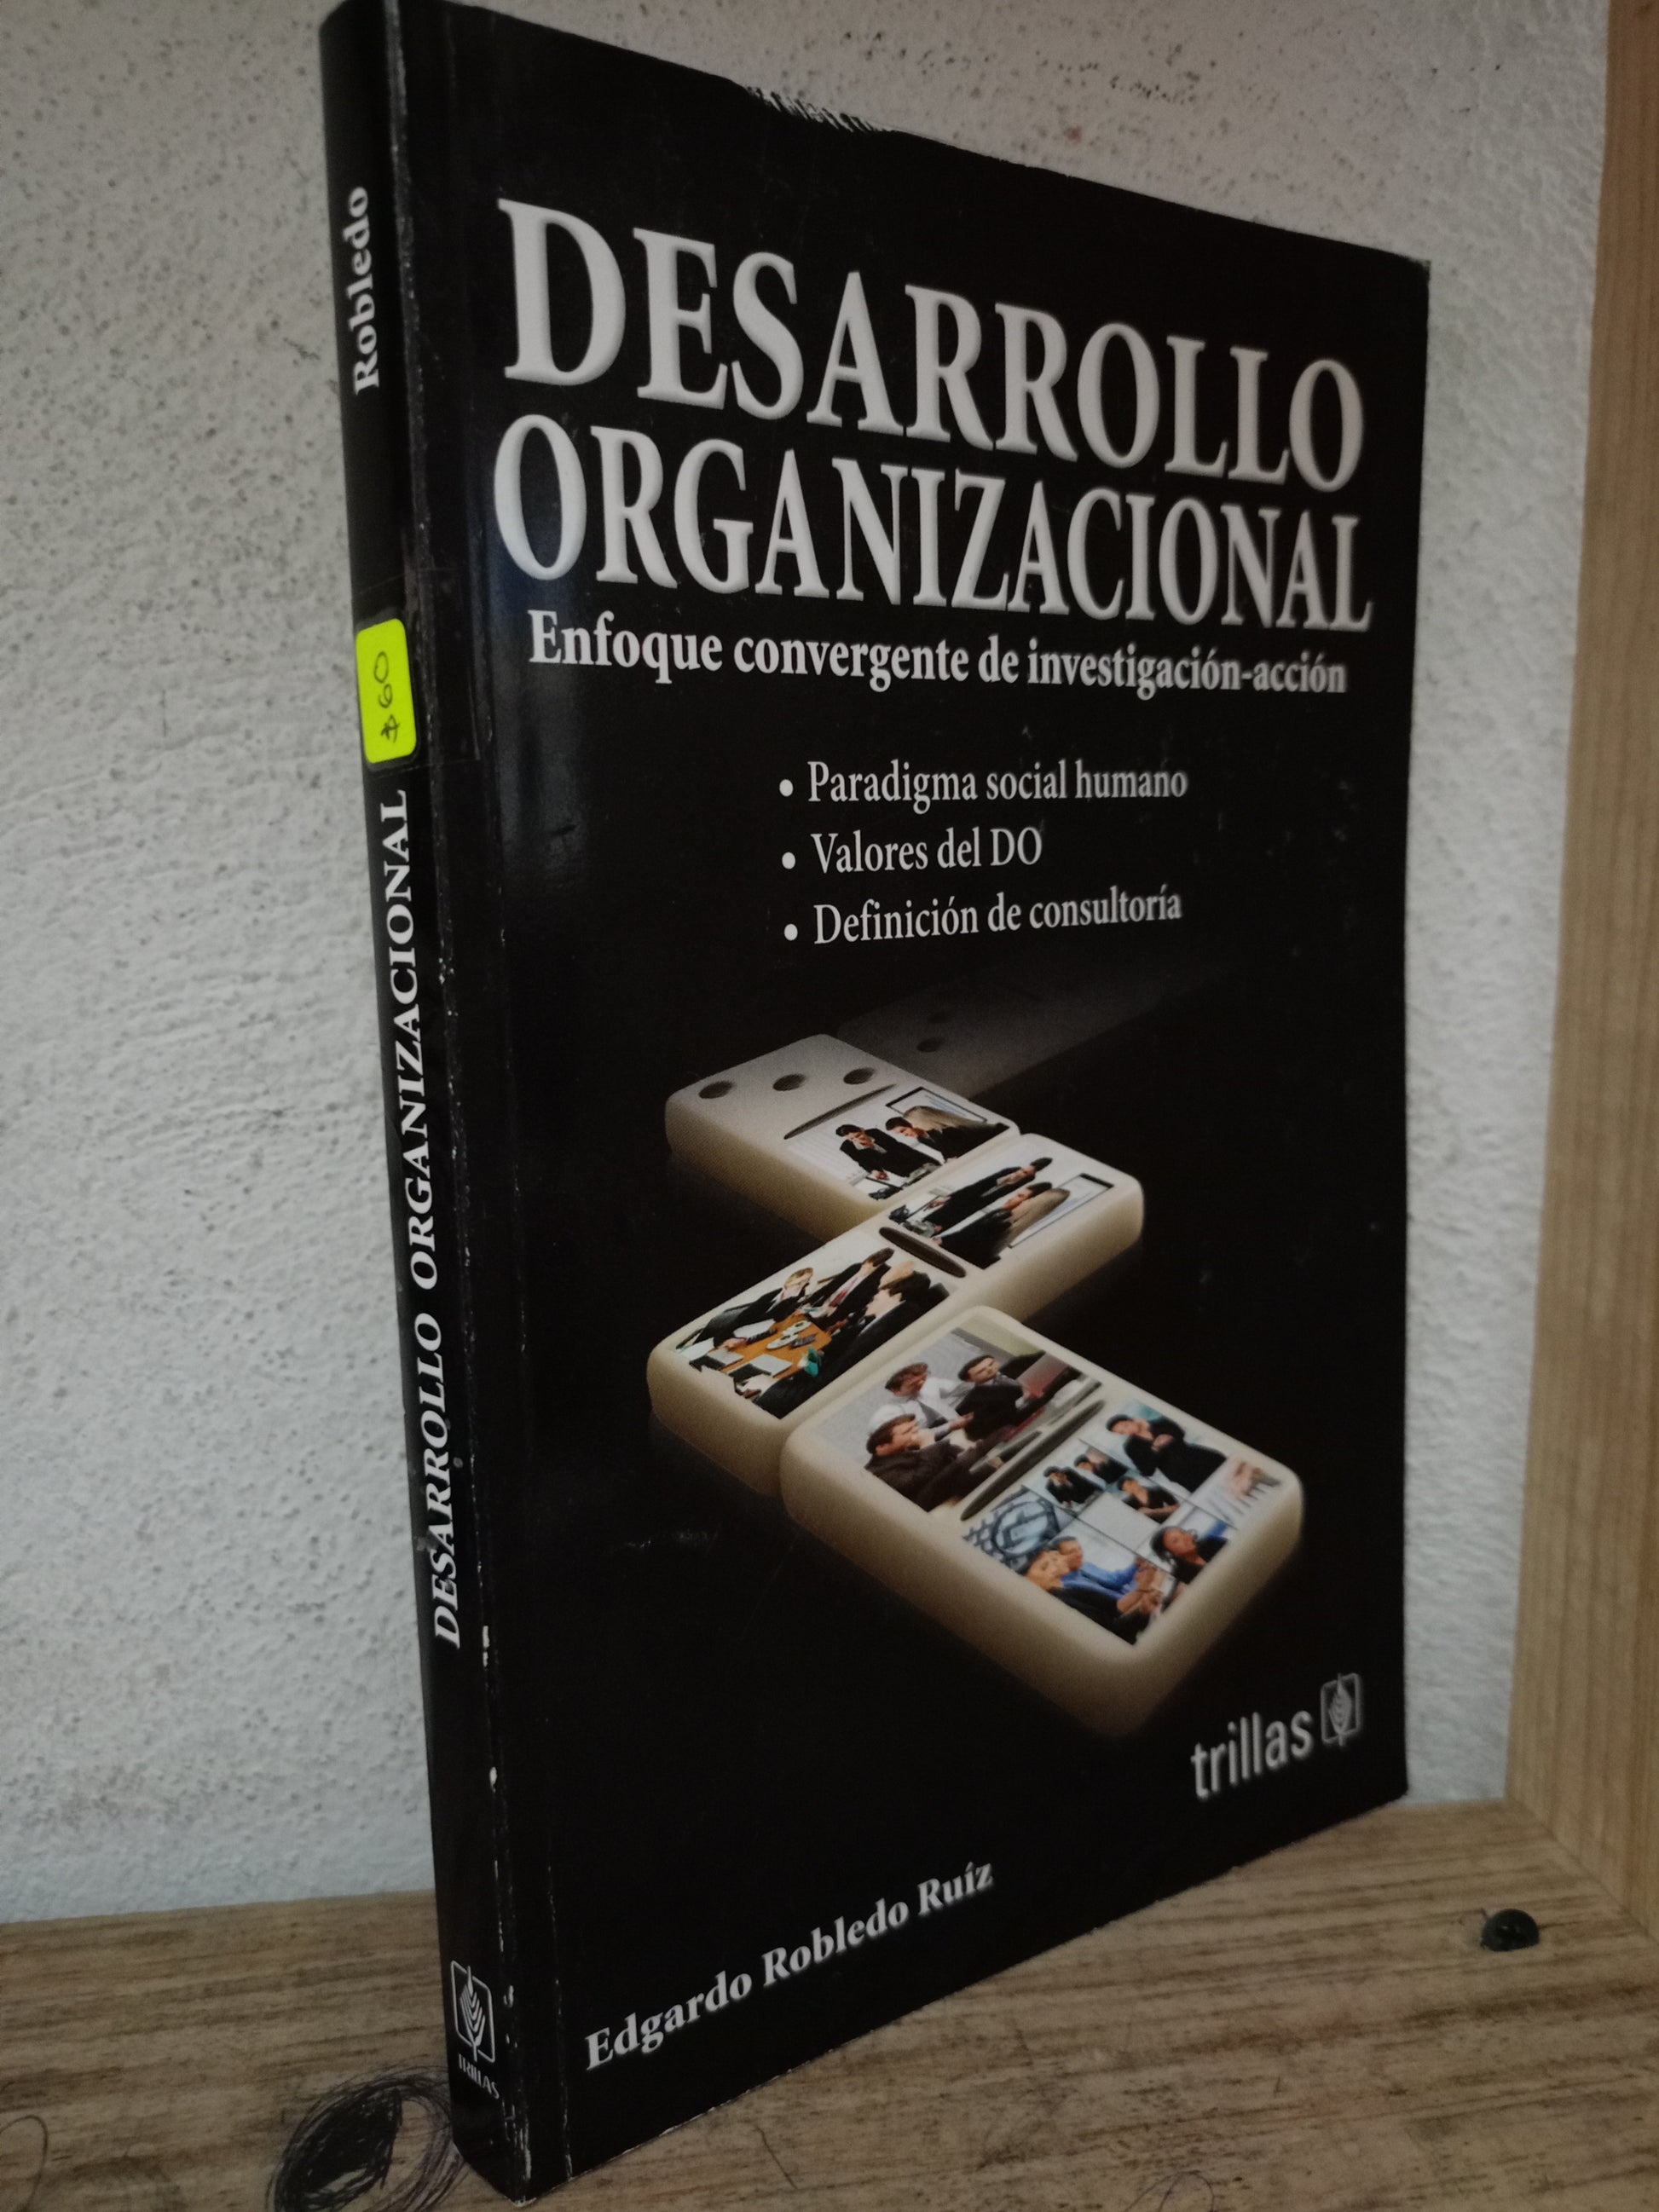 Robledo
$60
DESARROLLO ORGANIZACIONAL
TRILLAS
DESARROLLO
ORGANIZACIONAL
Enfoque convergente de investigación-acción
• Paradigma social humano
• Valores del DO
• Definición de consultoría
trillas
Edgardo Robledo Ruíz